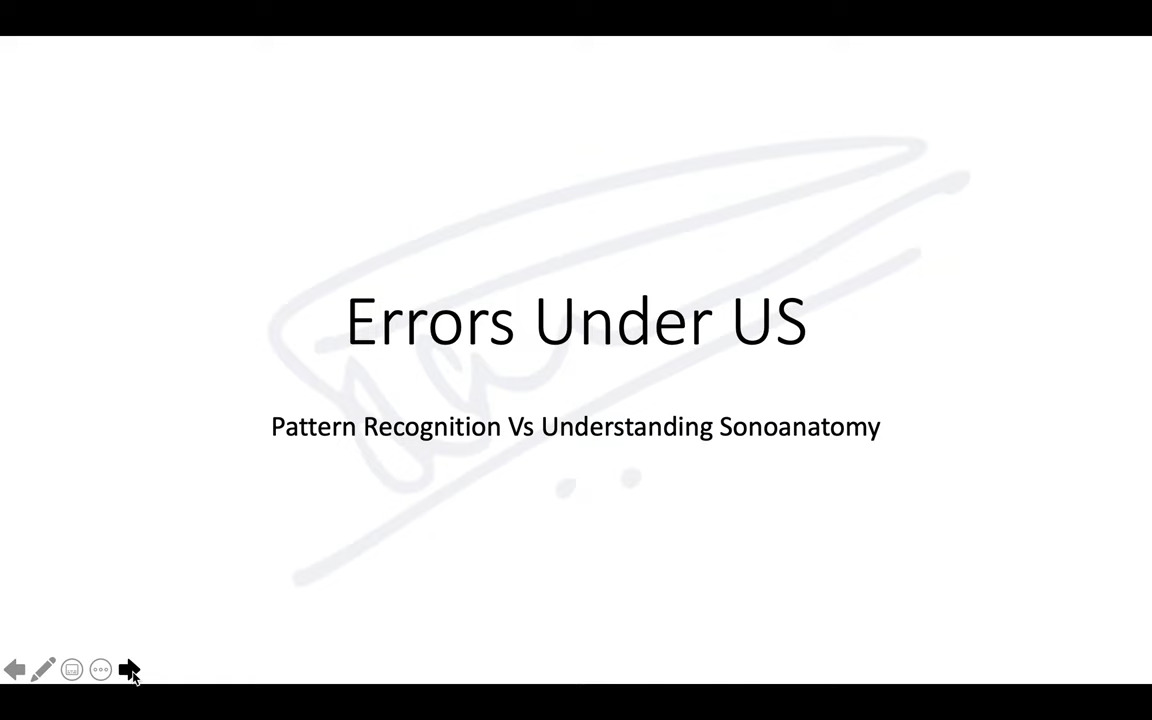 Errors Under US
Pattern Recognition Vs Understanding Sonoanatomy